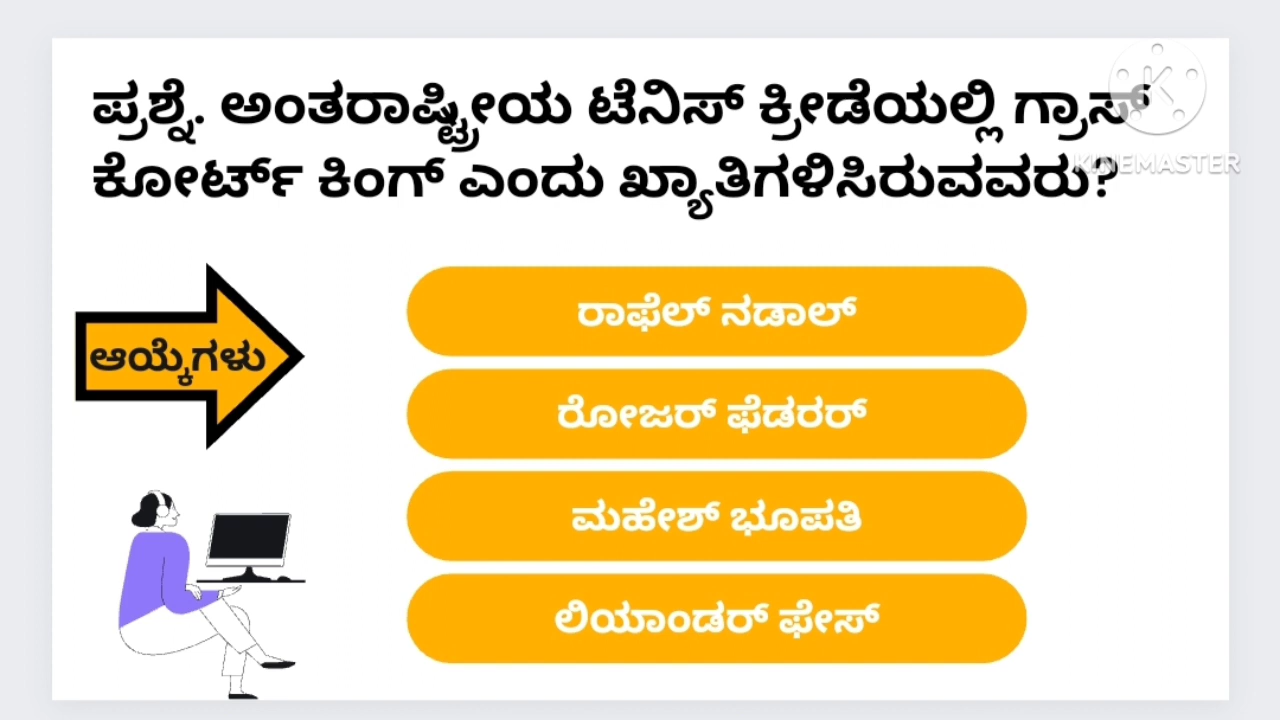 ಪ್ರಶ್ನೆ. ಅಂತರಾಷ್ಟ್ರೀಯ ಟೆನಿಸ್ ಕ್ರೀಡೆಯಲ್ಲಿ ಗ್ರಾಸ್
ಕೋರ್ಟ್ ಕಿಂಗ್ ಎಂದು ಖ್ಯಾತಿಗಳಿಸಿರುವವರು?
KINEMASTER
ಆಯ್ಕೆಗಳು
ರಾಫೆಲ್ ನಡಾಲ್
ರೋಜರ್ ಫೆಡರರ್
ಮಹೇಶ್ ಭೂಪತಿ
ಲಿಯಾಂಡರ್ ಫೇಸ್